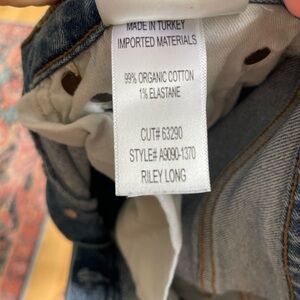 MADE IN TURKEY
IMPORTED MATERIALS
99% ORGANIC COTTON
1% ELASTANE
CUT# 63290
STYLE# A9090-1370
RILEY LONG